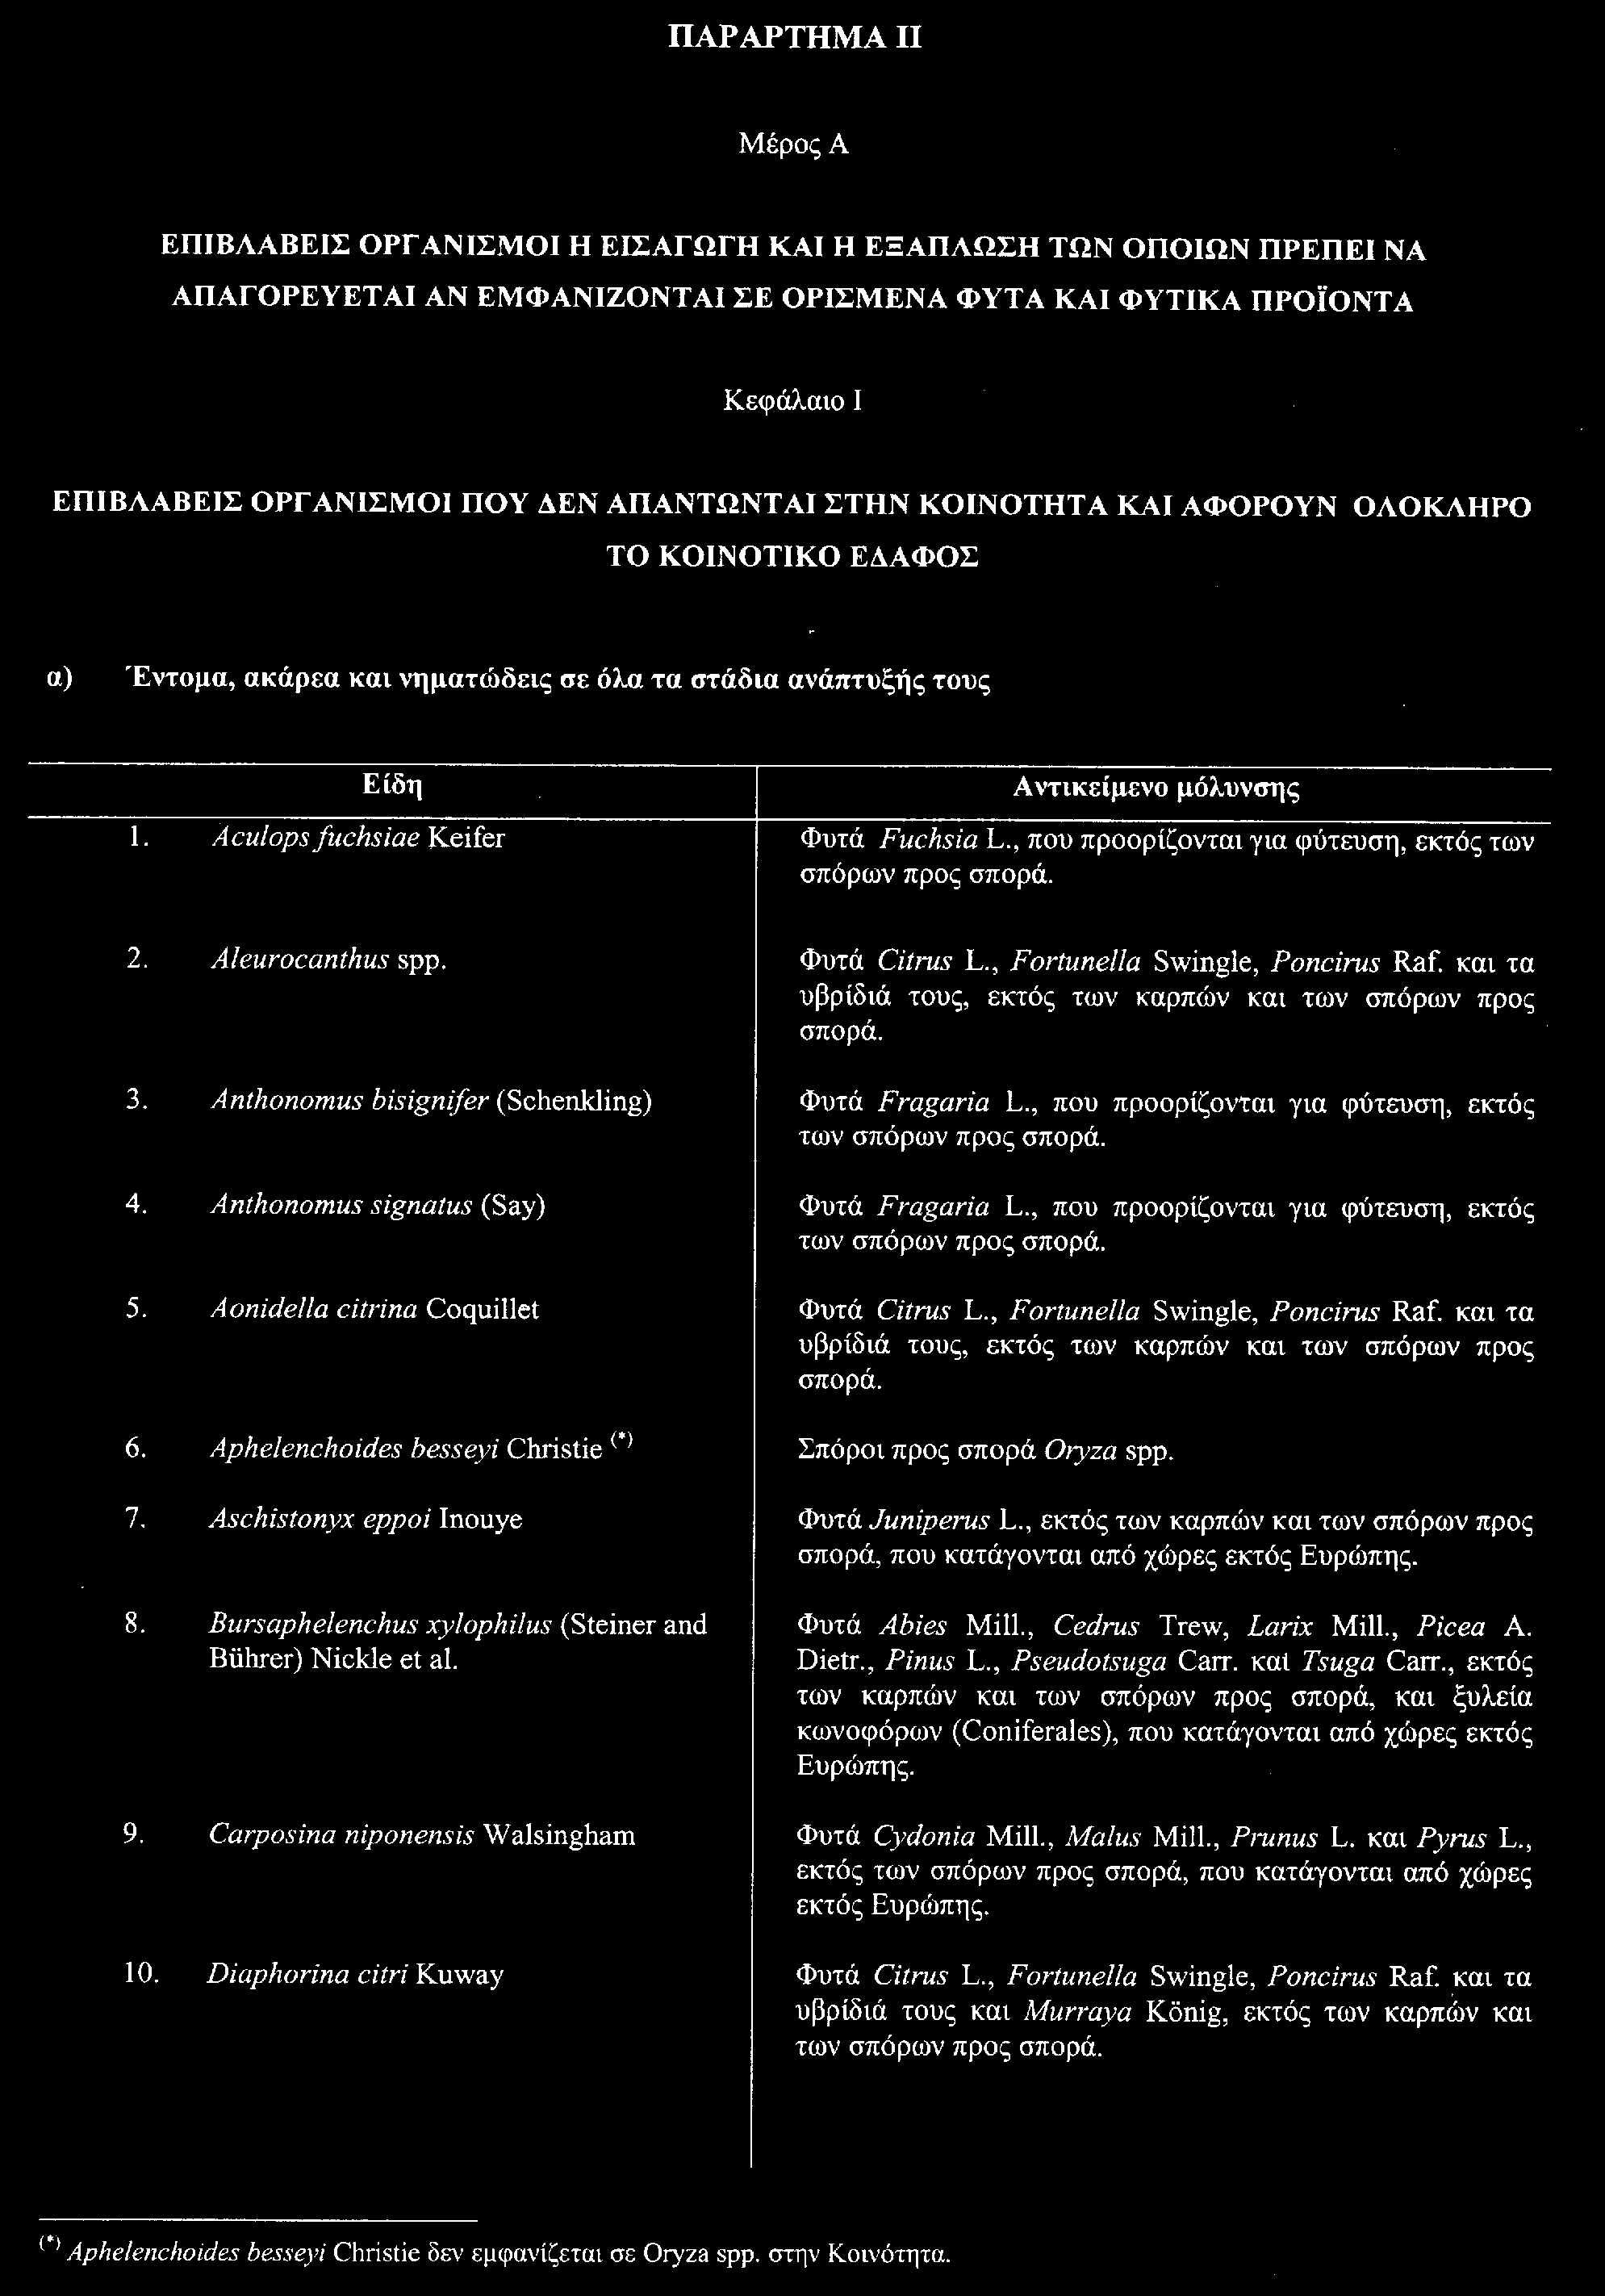 ΠΑΡΑΡΤΗΜΑ ΙΙ
Μέρος Α
ΕΠΙΒΛΑΒΕΙΣ ΟΡΓΑΝΙΣΜΟΙ Η ΕΙΣΑΓΩΓΗ ΚΑΙ Η ΕΞΑΠΛΩΣΗ ΤΩΝ ΟΠΟΙΩΝ ΠΡΕΠΕΙ ΝΑ
ΑΠΑΓΟΡΕΥΕΤΑΙ ΑΝ ΕΜΦΑΝΙΖΟΝΤΑΙ ΣΕ ΟΡΙΣΜΕΝΑ ΦΥΤΑ ΚΑΙ ΦΥΤΙΚΑ ΠΡΟΪΟΝΤΑ
Κεφάλαιο Ι
ΕΠΙΒΛΑΒΕΙΣ ΟΡΓΑΝΙΣΜΟΙ ΠΟΥ ΔΕΝ ΑΠΑΝΤΩΝΤΑΙ ΣΤΗΝ ΚΟΙΝΟΤΗΤΑ ΚΑΙ ΑΦΟΡΟΥΝ ΟΛΟΚΛΗΡΟ
ΤΟ ΚΟΙΝΟΤΙΚΟ ΕΔΑΦΟΣ
α) Έντομα, ακάρεα και νηματώδεις σε όλα τα στάδια ανάπτυξής τους
Είδη
Αντικείμενο μόλυνσης
1. Aculops fuchsiae Keifer
Φυτά Fuchsia L., που προορίζονται για φύτευση, εκτός των
σπόρων προς σπορά.
2. Aleurocanthus spp.
Φυτά Citrus L., Fortunella Swingle, Poncirus Raf. και τα
υβρίδιά τους, εκτός των καρπών και των σπόρων προς
σπορά.
3. Anthonomus bisignifer (Schenkling)
Φυτά Fragaria L., που προορίζονται για φύτευση, εκτός
των σπόρων προς σπορά.
4. Anthonomus signatus (Say)
Φυτά Fragaria L., που προορίζονται για φύτευση, εκτός
των σπόρων προς σπορά.
5. Aonidella citrina Coquillet
Φυτά Citrus L., Fortunella Swingle, Poncirus Raf. και τα
υβρίδιά τους, εκτός των καρπών και των σπόρων προς
σπορά.
6. Aphelenchoides besseyi Christie (*)
Σπόροι προς σπορά Oryza spp.
7. Aschistonyx eppoi Inouye
Φυτά Juniperus L., εκτός των καρπών και των σπόρων προς
σπορά, που κατάγονται από χώρες εκτός Ευρώπης.
8. Bursaphelenchus xylophilus (Steiner and
Bührer) Nickle et al.
Φυτά Abies Mill., Cedrus Trew, Larix Mill., Picea A.
Dietr., Pinus L., Pseudotsuga Carr. και Tsuga Carr., εκτός
των καρπών και των σπόρων προς σπορά, και ξυλεία
κωνοφόρων (Coniferales), που κατάγονται από χώρες εκτός
Ευρώπης.
9. Carposina niponensis Walsingham
Φυτά Cydonia Mill., Malus Mill., Prunus L. και Pyrus L.,
εκτός των σπόρων προς σπορά, που κατάγονται από χώρες
εκτός Ευρώπης.
10. Diaphorina citri Kuway
Φυτά Citrus L., Fortunella Swingle, Poncirus Raf. και τα
υβρίδιά τους και Murraya König, εκτός των καρπών και
των σπόρων προς σπορά.
(*) Aphelenchoides besseyi Christie δεν εμφανίζεται σε Oryza spp. στην Κοινότητα.